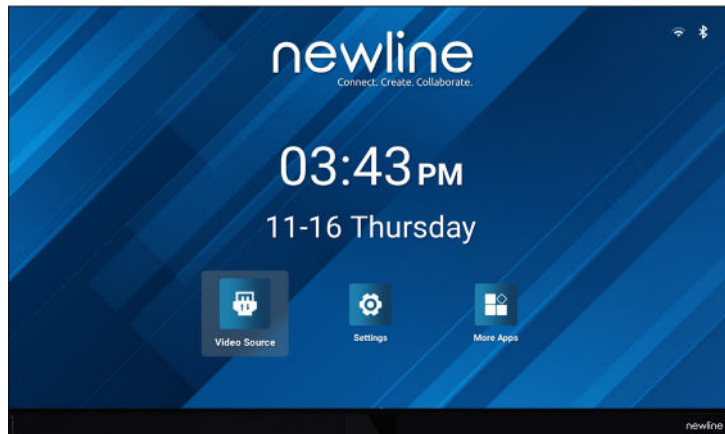 newline
Connect. Create. Collaborate.
03:43 PM
11-16 Thursday
Video Source
Settings
More Apps
newline